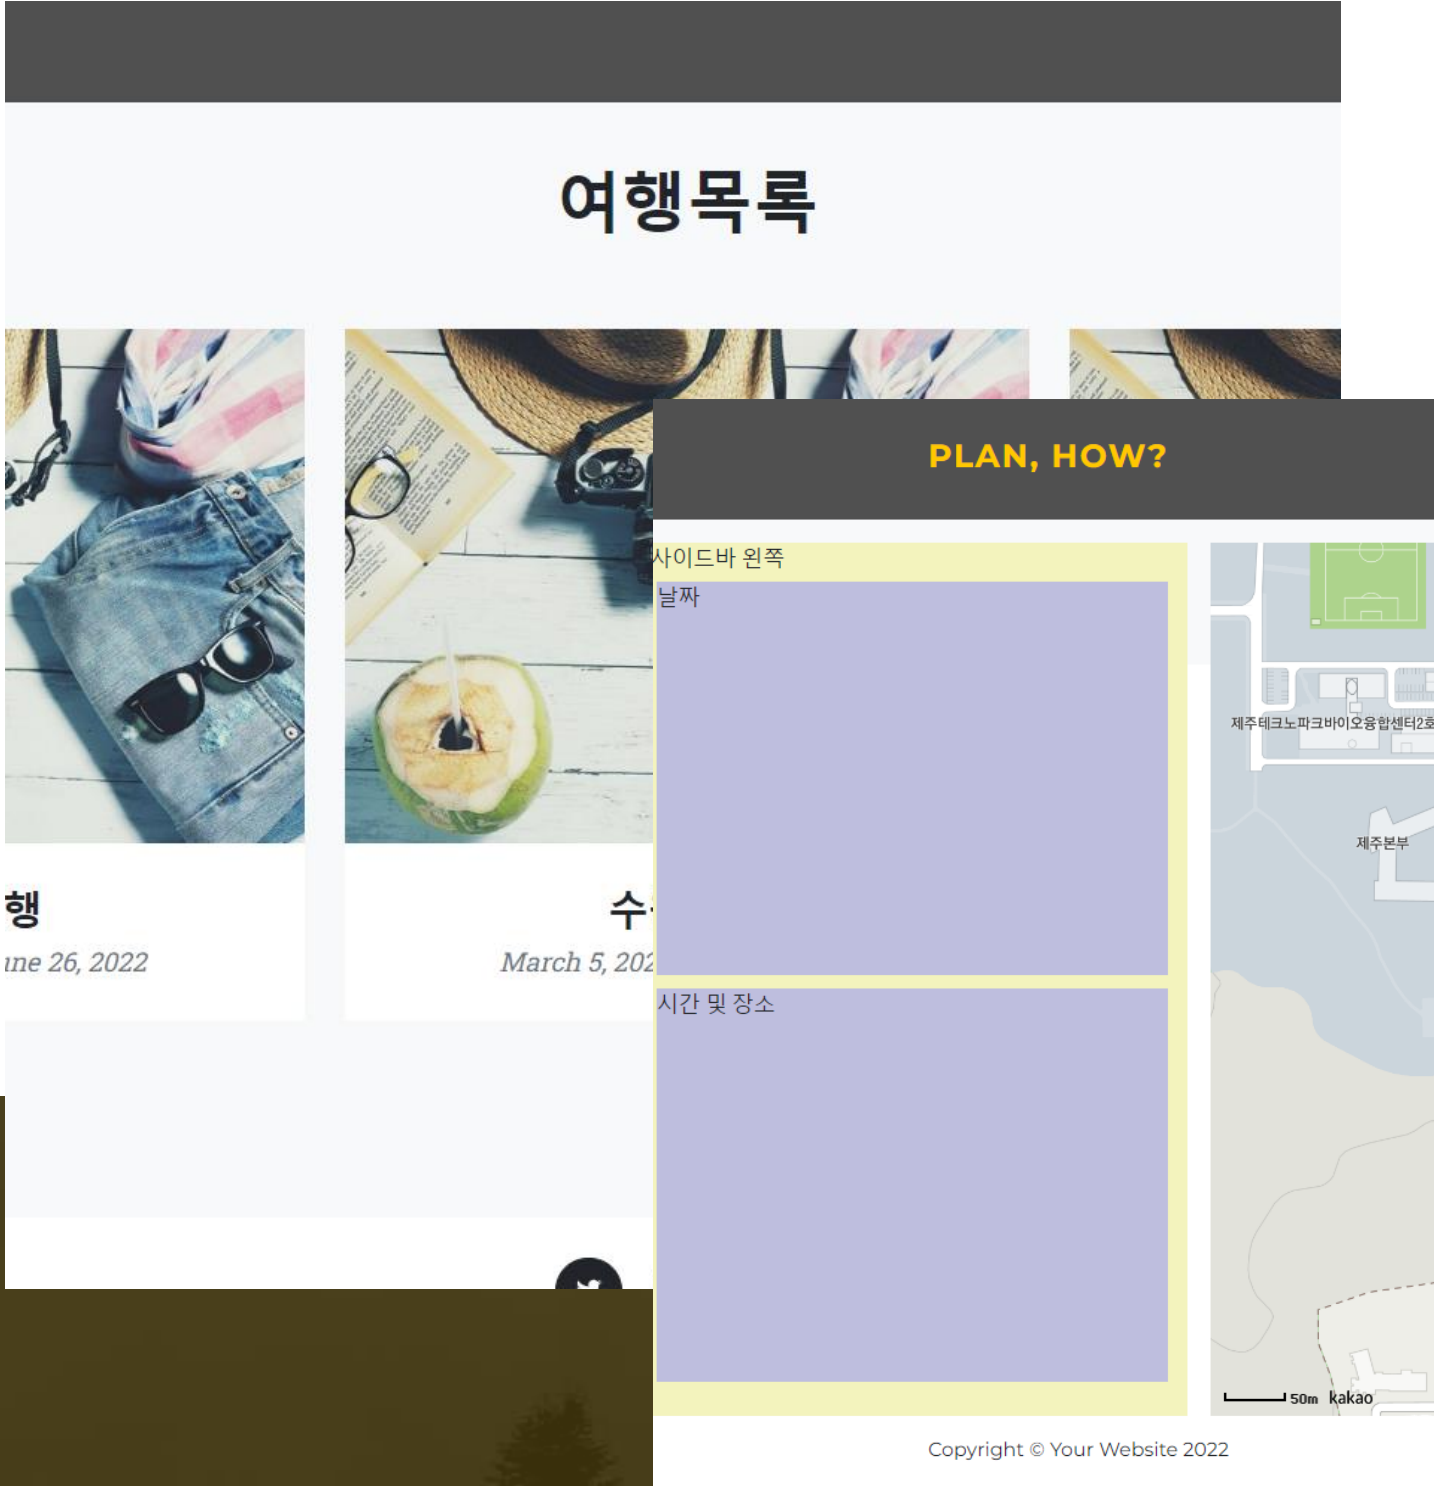 여행목록
행
June 26, 2022
수
March 5, 202
PLAN, HOW?
사이드바 왼쪽
날짜
시간 및 장소
제주테크노파크바이오융합센터2호
제주본부
50m kakao
Copyright © Your Website 2022